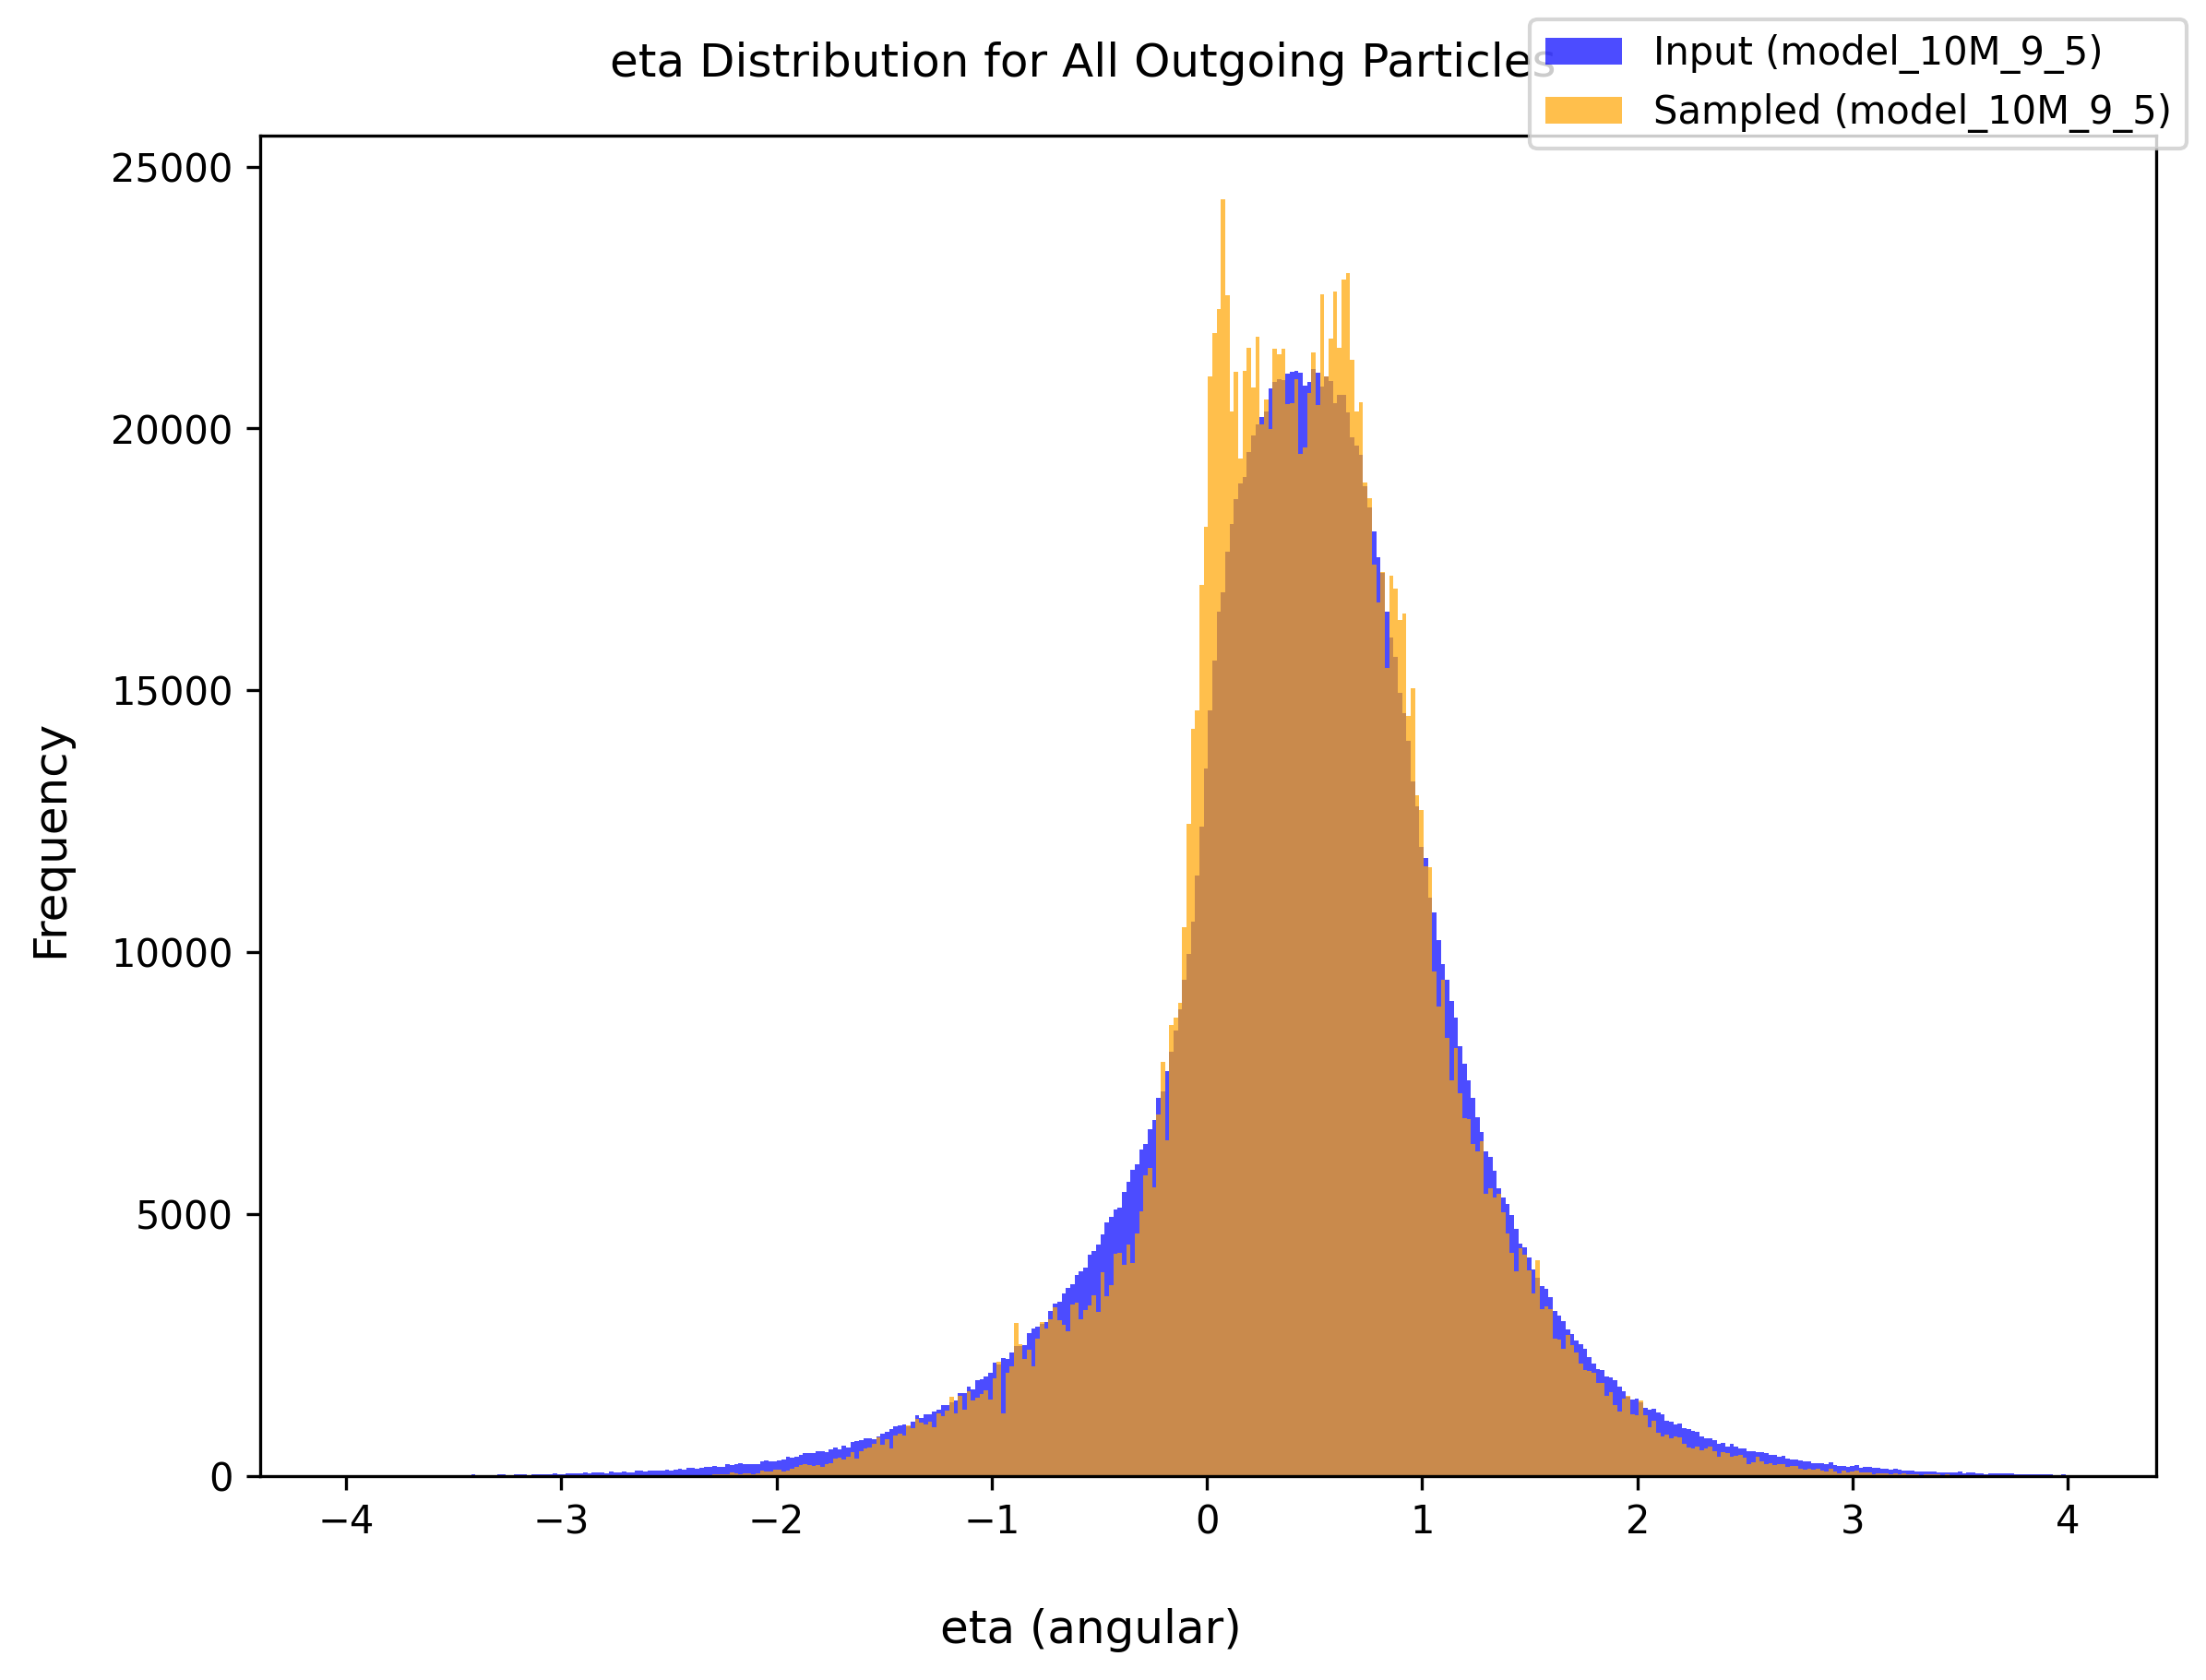 eta Distribution for All Outgoing Particles
Input (model_10M_9_5)
Sampled (model_10M_9_5)
25000
20000
15000
10000
5000
0
Frequency
−4 −3 −2 −1 0 1 2 3 4
eta (angular)